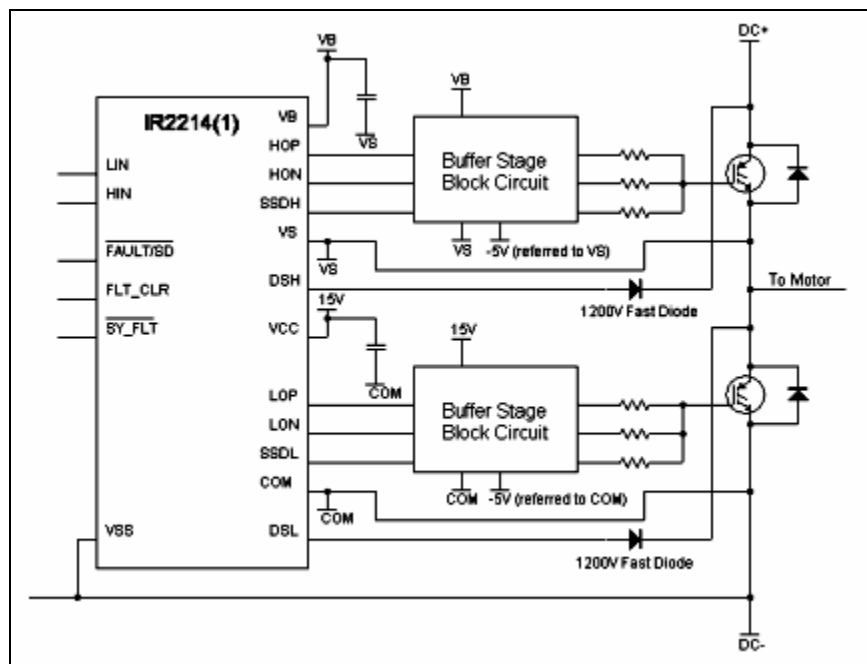 DC+
VB
IR2214(1)
VB
VS
VB
HOP
HON
SSDH
VS
Buffer Stage
Block Circuit
LIN
HIN
VS
-5V (referred to VS)
FAULT/SD
VS
DSH
FLT_CLR
15V
1200V Fast Diode
To Motor
SY_FLT
VCC
15V
COM
LOP
LON
SSDL
COM
Buffer Stage
Block Circuit
COM
-5V (referred to COM)
COM
VSS
DSL
1200V Fast Diode
DC-